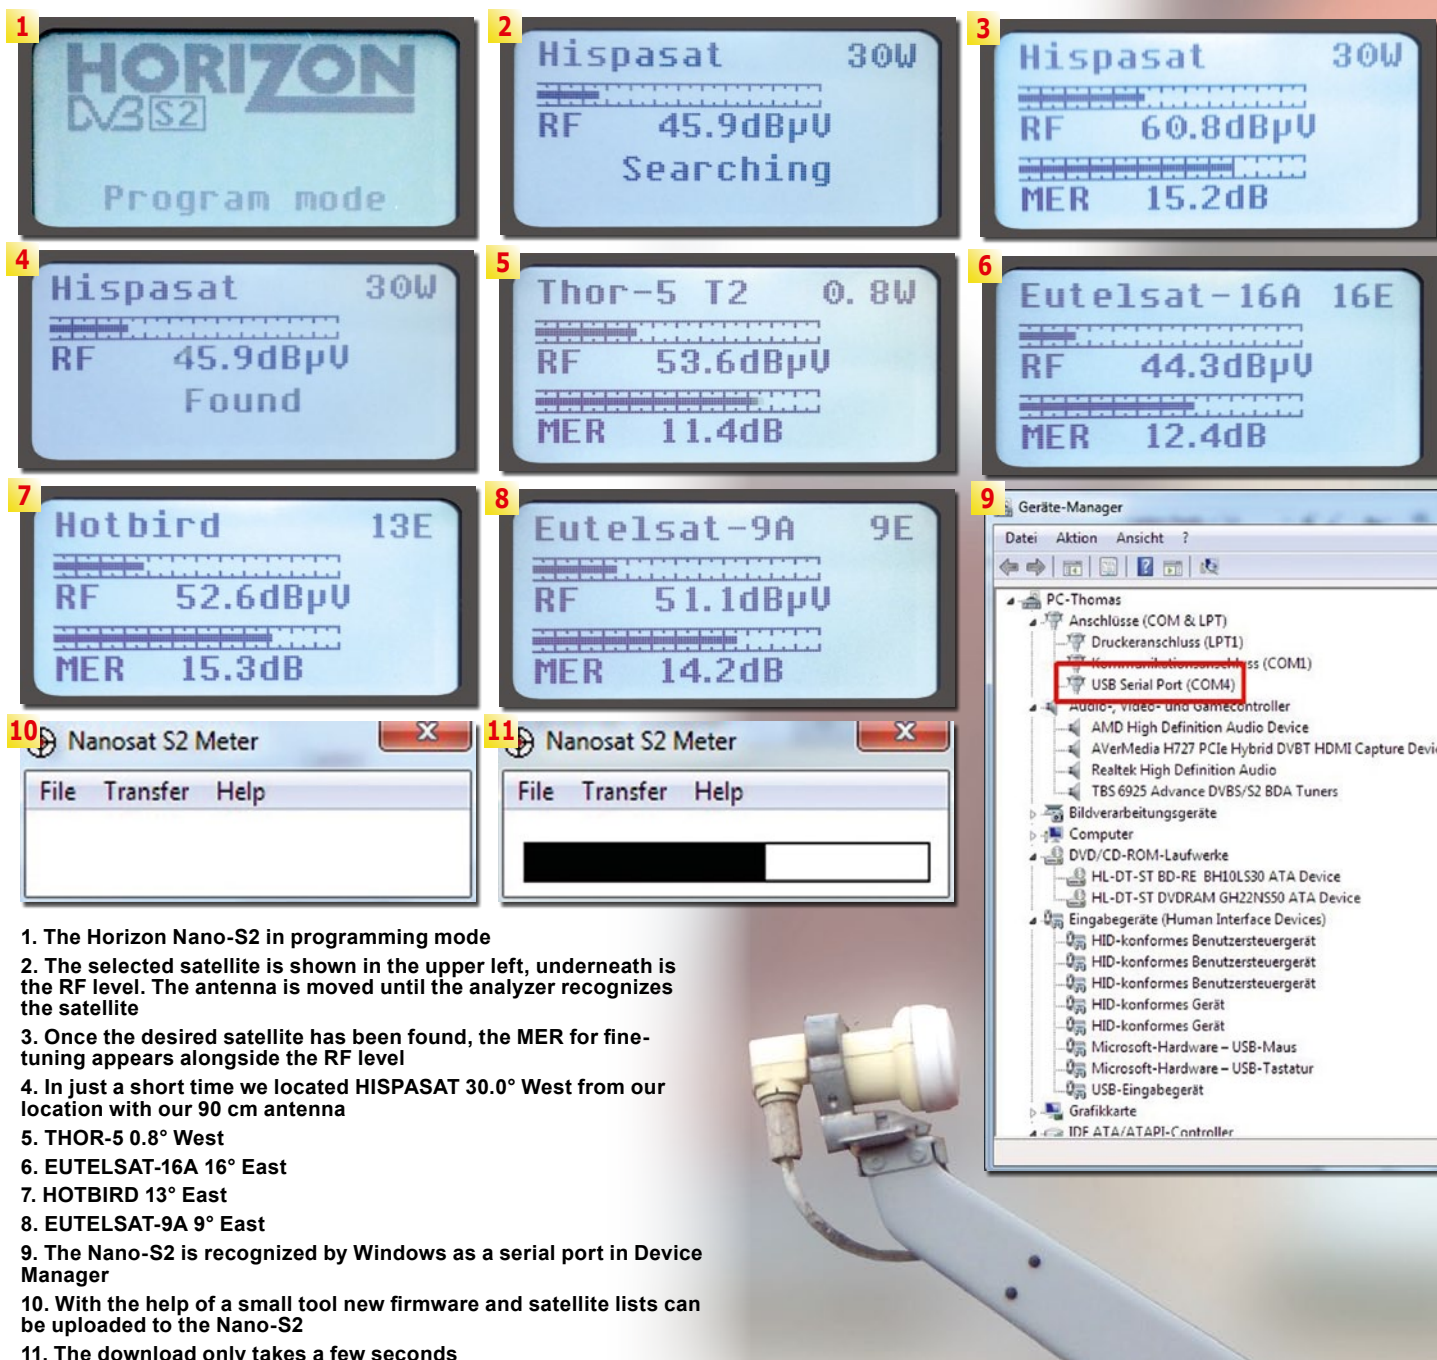 1
HORIZON
DVB S2
Program mode
2
Hispasat 30W
RF 45.9dBµV
Searching
3
Hispasat 30W
RF 60.8dBµV
MER 15.2dB
4
Hispasat 30W
RF 45.9dBµV
Found
5
Thor-5 T2 0.8W
RF 53.6dBµV
MER 11.4dB
6
Eutelsat-16A 16E
RF 44.3dBµV
MER 12.4dB
7
Hotbird 13E
RF 52.6dBµV
MER 15.3dB
8
Eutelsat-9A 9E
RF 51.1dBµV
MER 14.2dB
9
Geräte-Manager
Datei Aktion Ansicht ?
PC-Thomas
Anschlüsse (COM & LPT)
Druckeranschluss (LPT1)
Kommunikationsanschluss (COM1)
USB Serial Port (COM4)
Audio-, Video- und Gamecontroller
AMD High Definition Audio Device
AVerMedia H727 PCIe Hybrid DVBT HDMI Capture Devi
Realtek High Definition Audio
TBS 6925 Advance DVBS/S2 BDA Tuners
Bildverarbeitungsgeräte
Computer
DVD/CD-ROM-Laufwerke
HL-DT-ST BD-RE BH10LS30 ATA Device
HL-DT-ST DVDRAM GH22NS50 ATA Device
Eingabegeräte (Human Interface Devices)
HID-konformes Benutzersteuergerät
HID-konformes Benutzersteuergerät
HID-konformes Benutzersteuergerät
HID-konformes Gerät
HID-konformes Gerät
Microsoft-Hardware – USB-Maus
Microsoft-Hardware – USB-Tastatur
USB-Eingabegerät
Grafikkarte
IDE ATA/ATAPI-Controller
10
Nanosat S2 Meter
File Transfer Help
11
Nanosat S2 Meter
File Transfer Help
1. The Horizon Nano-S2 in programming mode
2. The selected satellite is shown in the upper left, underneath is
the RF level. The antenna is moved until the analyzer recognizes
the satellite
3. Once the desired satellite has been found, the MER for fine-
tuning appears alongside the RF level
4. In just a short time we located HISPASAT 30.0° West from our
location with our 90 cm antenna
5. THOR-5 0.8° West
6. EUTELSAT-16A 16° East
7. HOTBIRD 13° East
8. EUTELSAT-9A 9° East
9. The Nano-S2 is recognized by Windows as a serial port in Device
Manager
10. With the help of a small tool new firmware and satellite lists can
be uploaded to the Nano-S2
11. The download only takes a few seconds